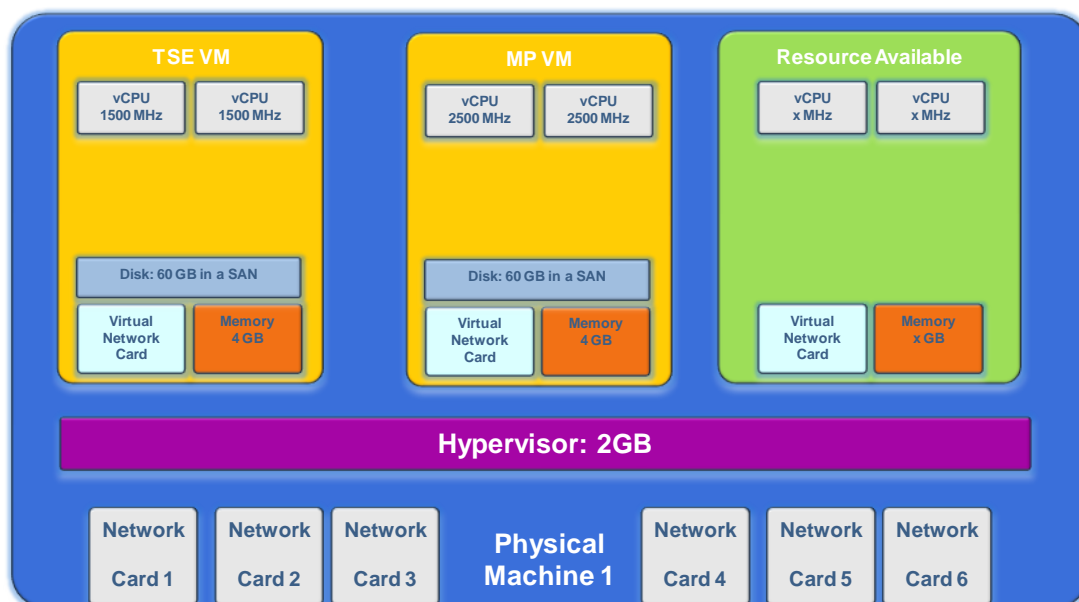 TSE VM
vCPU
1500 MHz
vCPU
1500 MHz
Disk: 60 GB in a SAN
Virtual
Network
Card
Memory
4 GB
MP VM
vCPU
2500 MHz
vCPU
2500 MHz
Disk: 60 GB in a SAN
Virtual
Network
Card
Memory
4 GB
Resource Available
vCPU
x MHz
vCPU
x MHz
Virtual
Network
Card
Memory
x GB
Hypervisor: 2GB
Network
Card 1
Network
Card 2
Network
Card 3
Physical
Machine 1
Network
Card 4
Network
Card 5
Network
Card 6